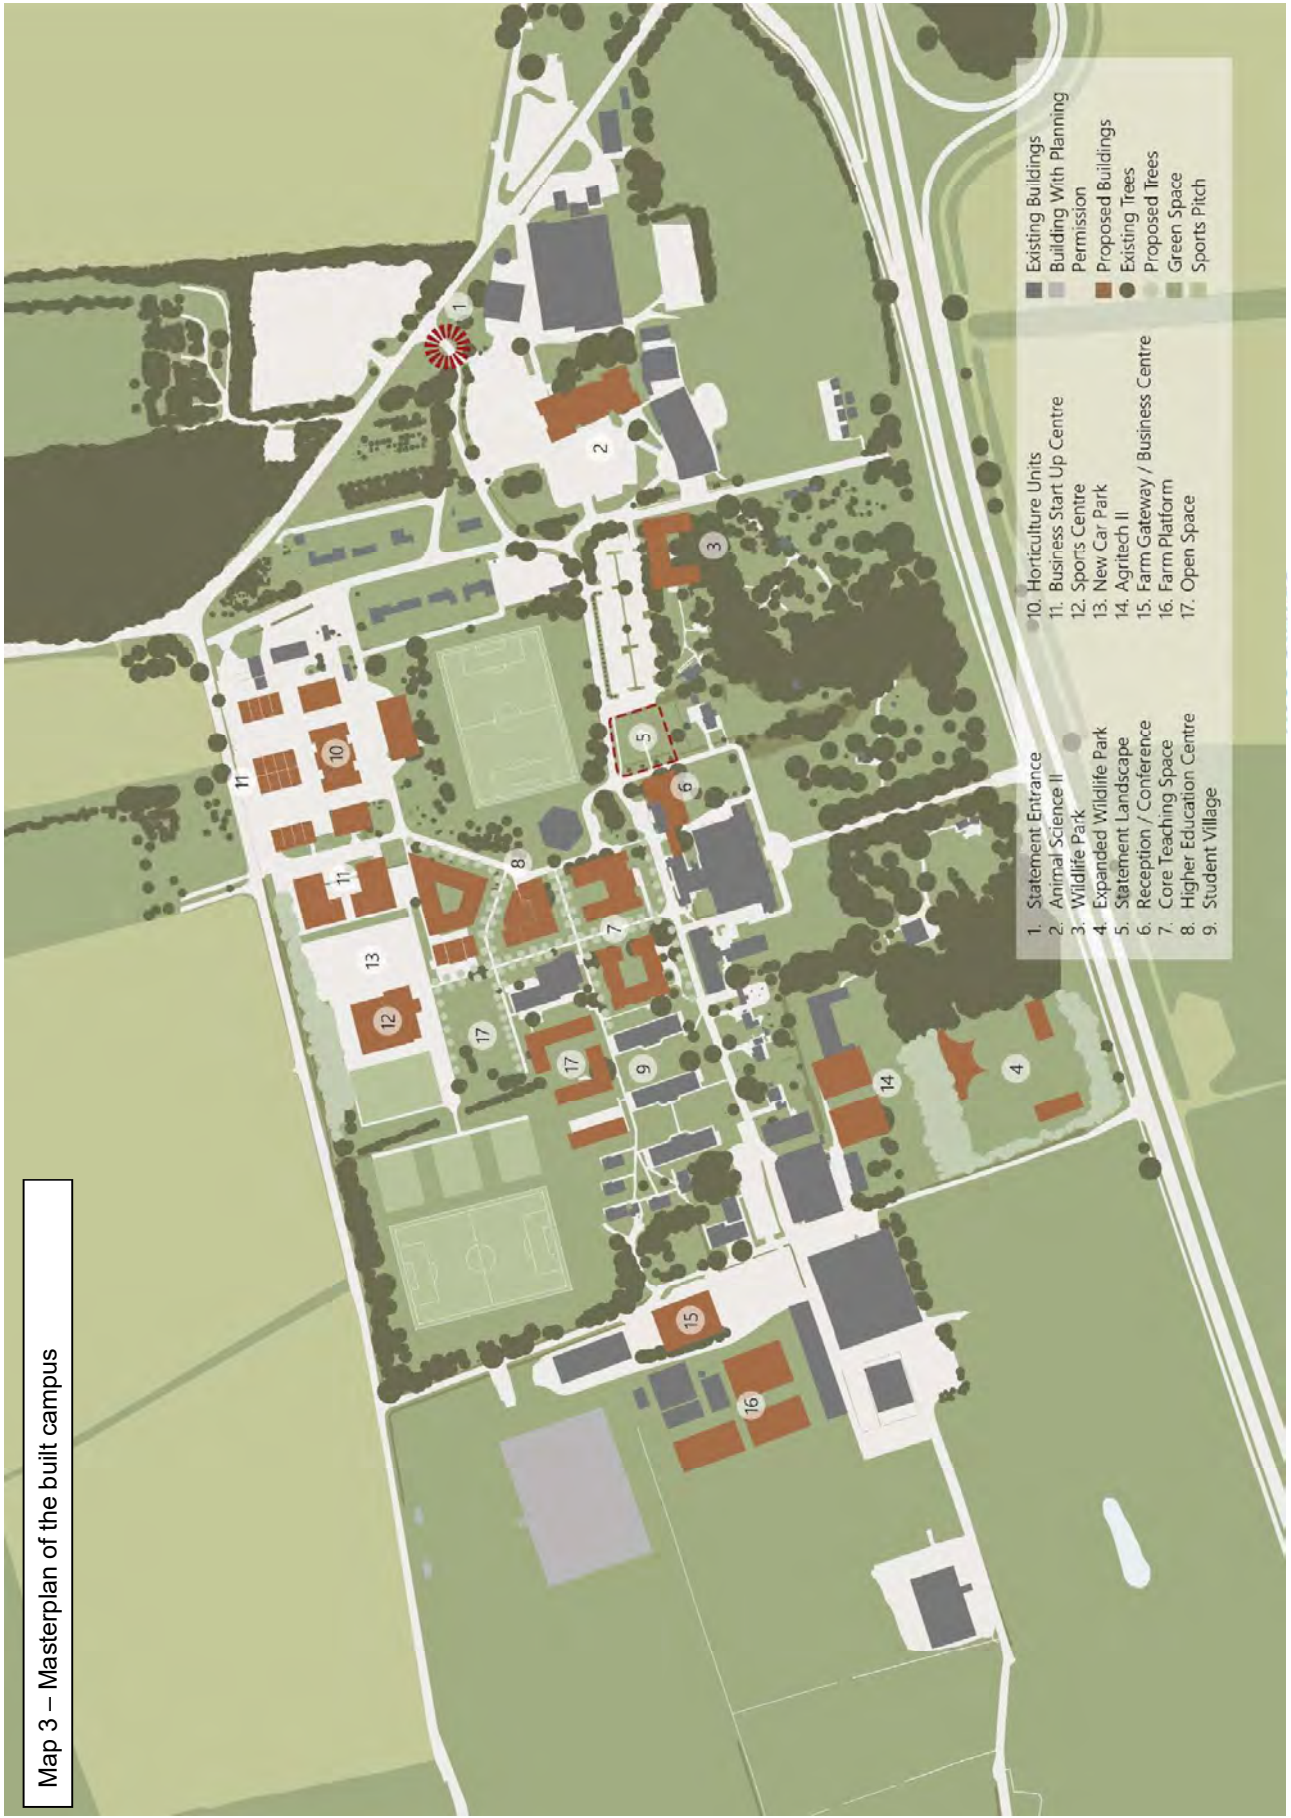 Map 3 – Masterplan of the built campus
1
2
3
5
6
10
11
11
8
7
13
12
17
17
9
14
4
15
16
1. Statement Entrance
2. Animal Science II
3. Wildlife Park
4. Expanded Wildlife Park
5. Statement Landscape
6. Reception / Conference
7. Core Teaching Space
8. Higher Education Centre
9. Student Village
10. Horticulture Units
11. Business Start Up Centre
12. Sports Centre
13. New Car Park
14. Agritech II
15. Farm Gateway / Business Centre
16. Farm Platform
17. Open Space
Existing Buildings
Building With Planning
Permission
Proposed Buildings
Existing Trees
Proposed Trees
Green Space
Sports Pitch